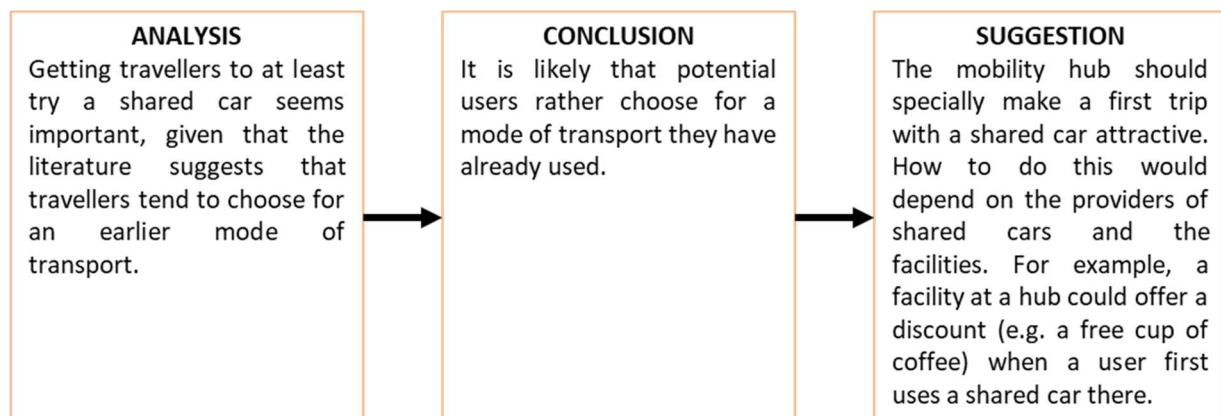 ANALYSIS
Getting travellers to at least
try a shared car seems
important, given that the
literature suggests that
travellers tend to choose for
an earlier mode of
transport.
CONCLUSION
It is likely that potential
users rather choose for a
mode of transport they have
already used.
SUGGESTION
The mobility hub should
specially make a first trip
with a shared car attractive.
How to do this would
depend on the providers of
shared cars and the
facilities. For example, a
facility at a hub could offer a
discount (e.g. a free cup of
coffee) when a user first
uses a shared car there.